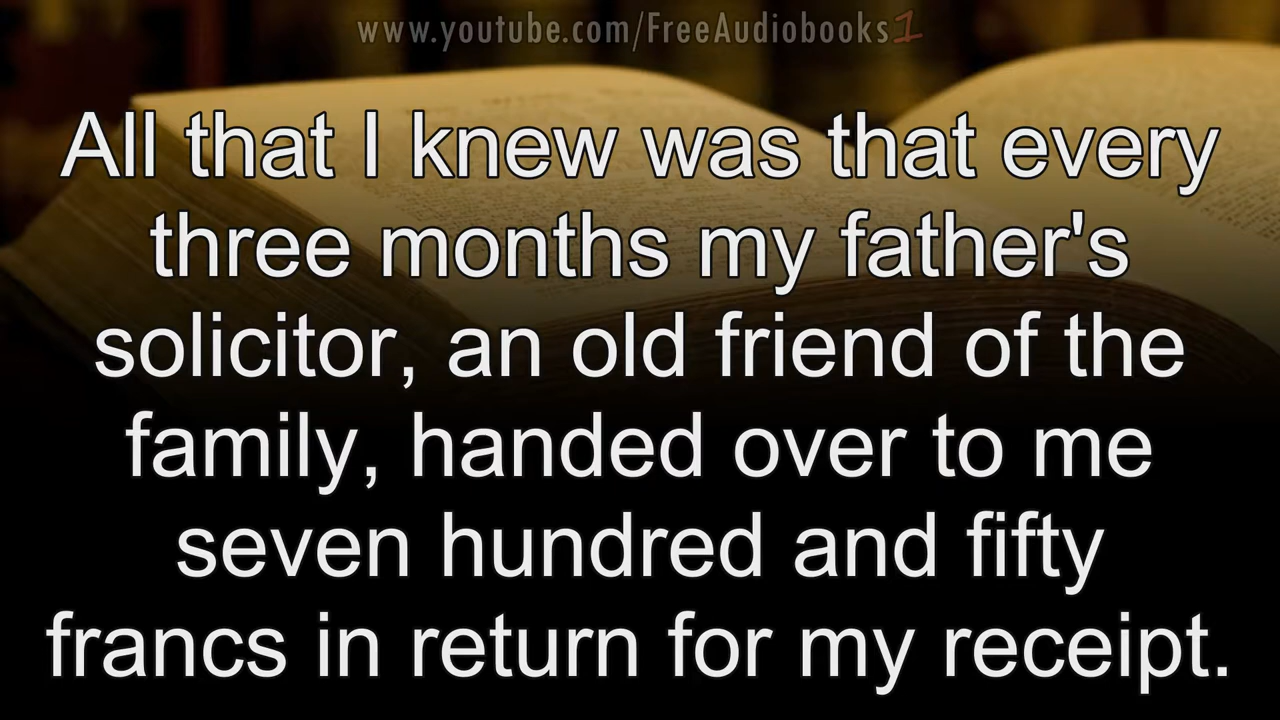 www.youtube.com/FreeAudiobooks1
All that I knew was that every
three months my father's
solicitor, an old friend of the
family, handed over to me
seven hundred and fifty
francs in return for my receipt.